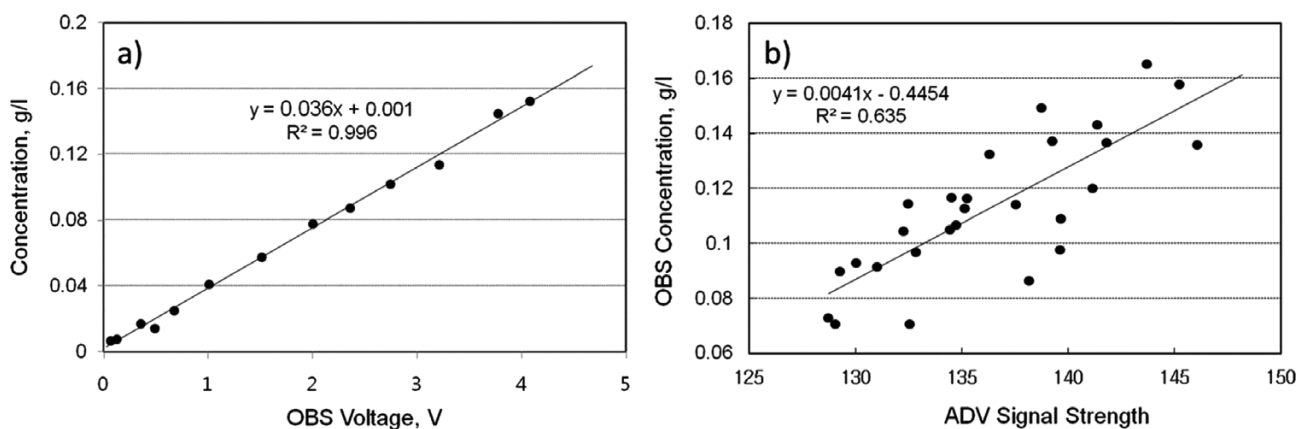 a)
y = 0.036x + 0.001
R² = 0.996
Concentration, g/l
0.2
0.16
0.12
0.08
0.04
0
0 1 2 3 4 5
OBS Voltage, V
b)
y = 0.0041x - 0.4454
R² = 0.635
OBS Concentration, g/l
0.18
0.16
0.14
0.12
0.1
0.08
0.06
125 130 135 140 145 150
ADV Signal Strength